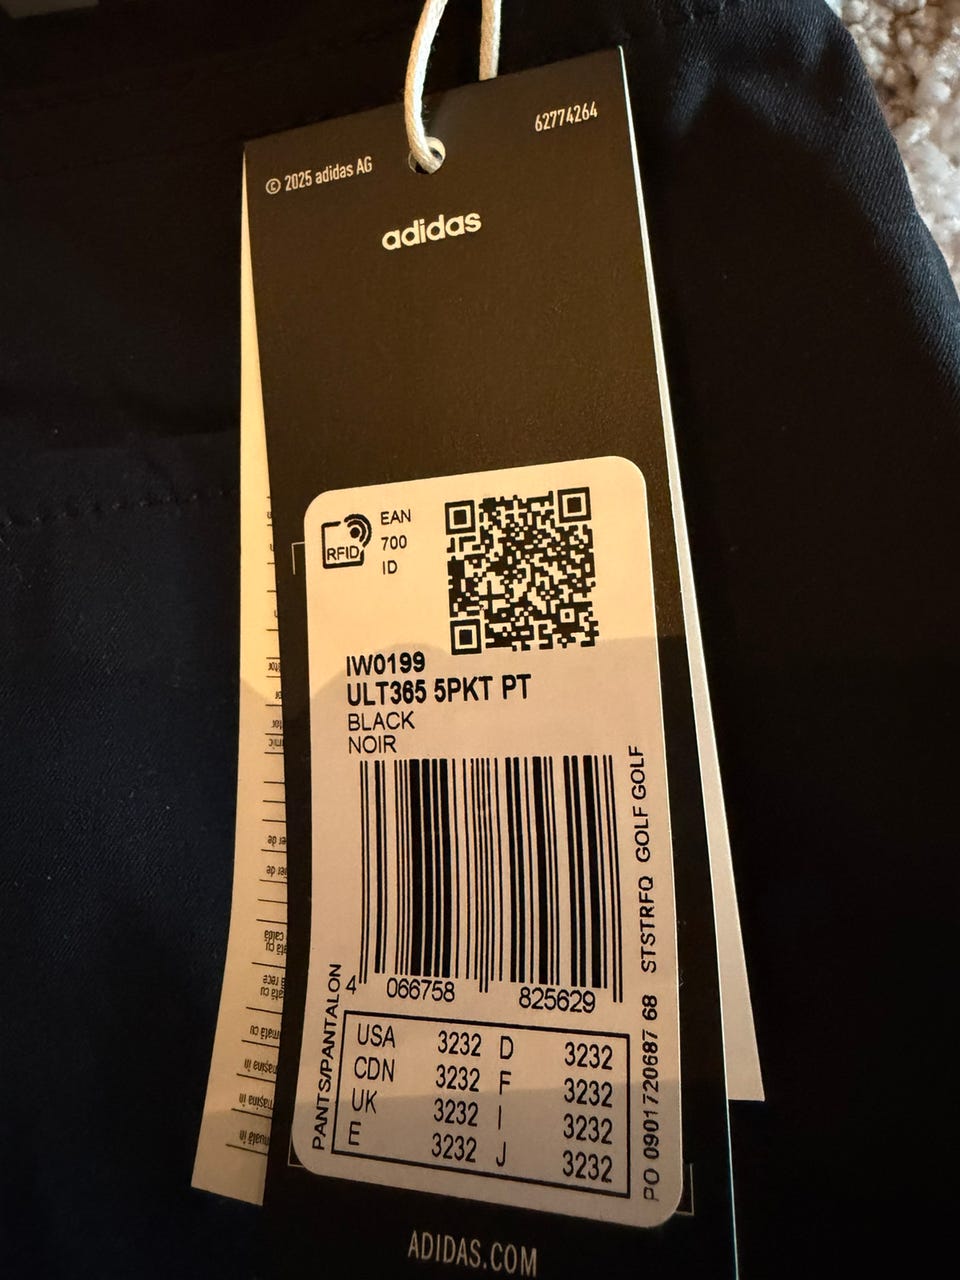 © 2025 adidas AG
62774264
adidas
RFID
EAN
700
ID
IW0199
ULT365 5PKT PT
BLACK
NOIR
4 066758 825629
PANTS/PANTALON
USA 3232 D 3232
CDN 3232 F 3232
UK 3232 I 3232
E 3232 J 3232
PO 0901720687 68 STSTRFQ GOLF GOLF
ADIDAS.COM